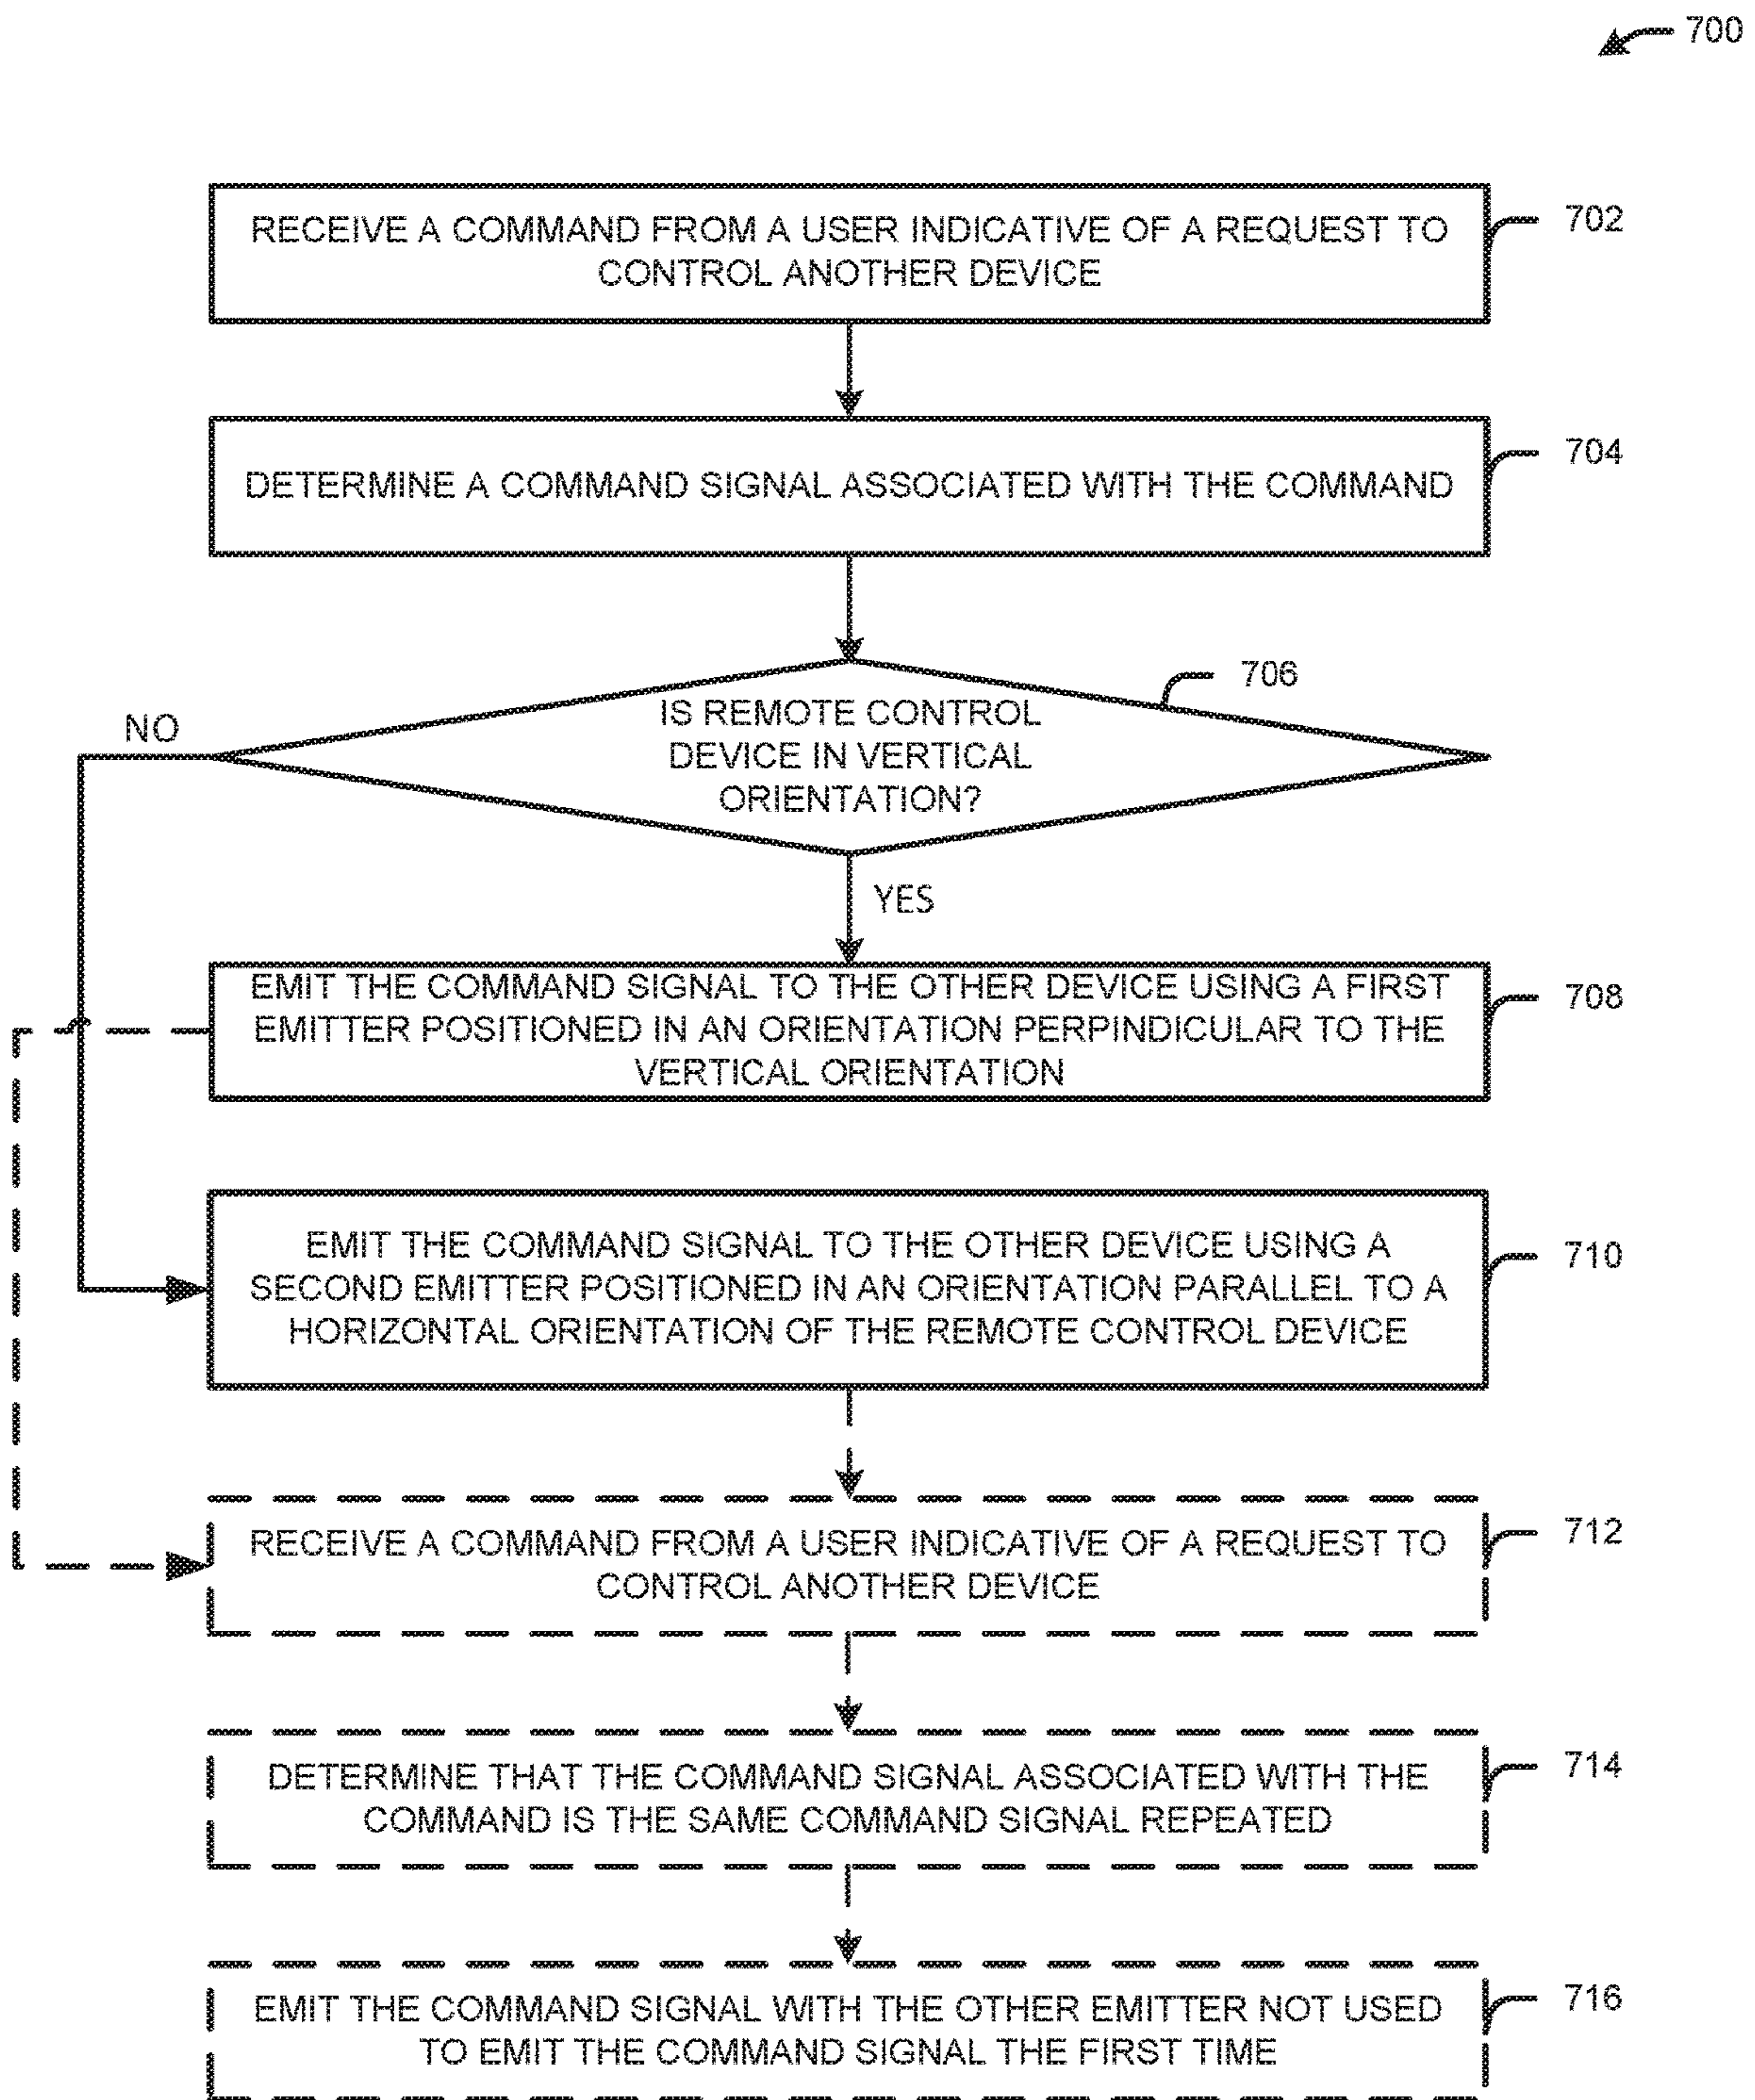 700
RECEIVE A COMMAND FROM A USER INDICATIVE OF A REQUEST TO
CONTROL ANOTHER DEVICE
702
DETERMINE A COMMAND SIGNAL ASSOCIATED WITH THE COMMAND
704
706
IS REMOTE CONTROL
DEVICE IN VERTICAL
ORIENTATION?
NO
YES
EMIT THE COMMAND SIGNAL TO THE OTHER DEVICE USING A FIRST
EMITTER POSITIONED IN AN ORIENTATION PERPINDICULAR TO THE
VERTICAL ORIENTATION
708
EMIT THE COMMAND SIGNAL TO THE OTHER DEVICE USING A
SECOND EMITTER POSITIONED IN AN ORIENTATION PARALLEL TO A
HORIZONTAL ORIENTATION OF THE REMOTE CONTROL DEVICE
710
RECEIVE A COMMAND FROM A USER INDICATIVE OF A REQUEST TO
CONTROL ANOTHER DEVICE
712
DETERMINE THAT THE COMMAND SIGNAL ASSOCIATED WITH THE
COMMAND IS THE SAME COMMAND SIGNAL REPEATED
714
EMIT THE COMMAND SIGNAL WITH THE OTHER EMITTER NOT USED
TO EMIT THE COMMAND SIGNAL THE FIRST TIME
716